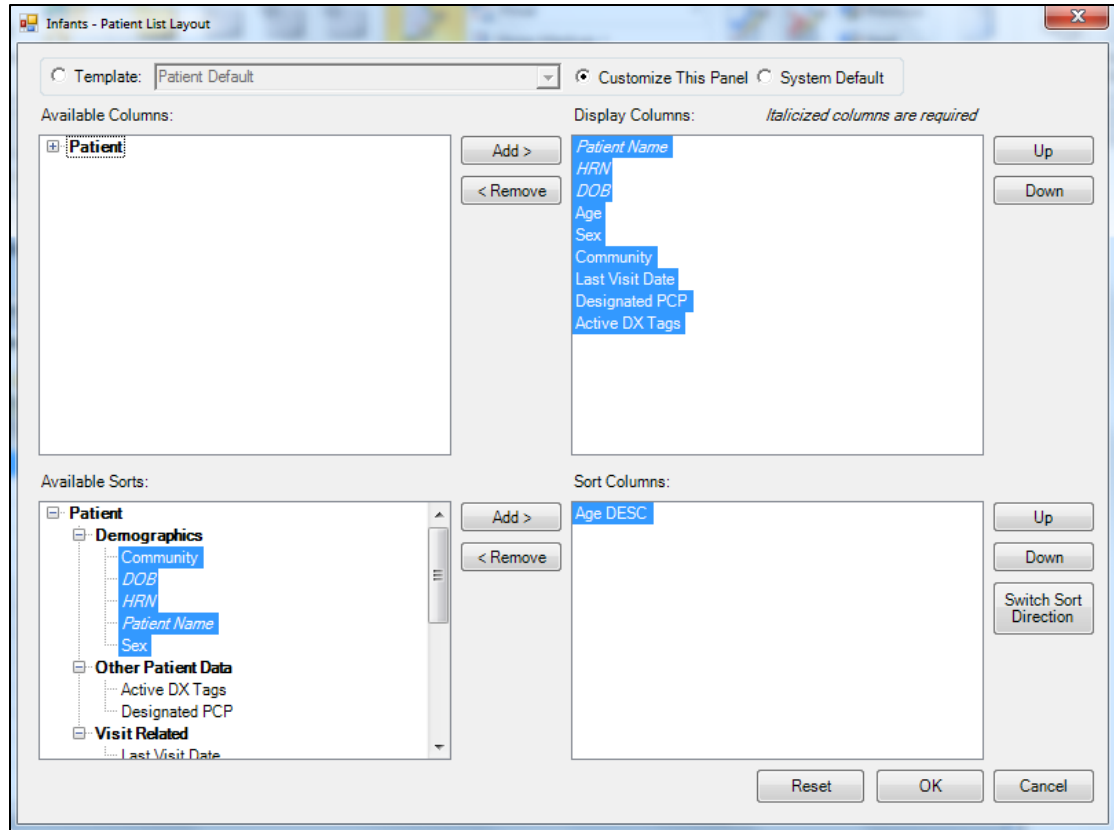 Infants - Patient List Layout
X
Template: Patient Default Customize This Panel System Default
Available Columns:
Patient
Add >
< Remove
Display Columns: Italicized columns are required
Patient Name
HRN
DOB
Age
Sex
Community
Last Visit Date
Designated PCP
Active DX Tags
Up
Down
Available Sorts:
Patient
Demographics
Community
DOB
HRN
Patient Name
Sex
Other Patient Data
Active DX Tags
Designated PCP
Visit Related
Last Visit Date
Add >
< Remove
Sort Columns:
Age DESC
Up
Down
Switch Sort
Direction
Reset OK Cancel